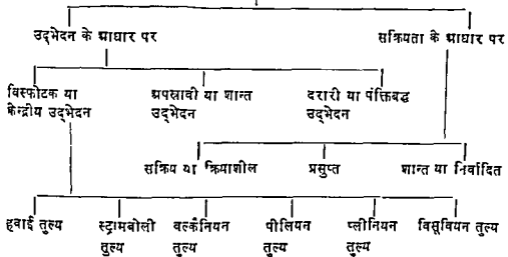 उद्भेदन के आधार पर
सक्रियता के आधार पर
विस्फोटक या
केन्द्रीय उद्भेदन
अपस्रावी या शान्त
उद्भेदन
दरारी या पंक्तिबद्ध
उद्भेदन
सक्रिय या क्रियाशील
प्रसुप्त
शान्त या निर्वादित
हवाई तुल्य
स्ट्रामबोली
तुल्य
वल्कैनियन
तुल्य
पीलियन
तुल्य
प्लीनियन
तुल्य
विसूवियन तुल्य